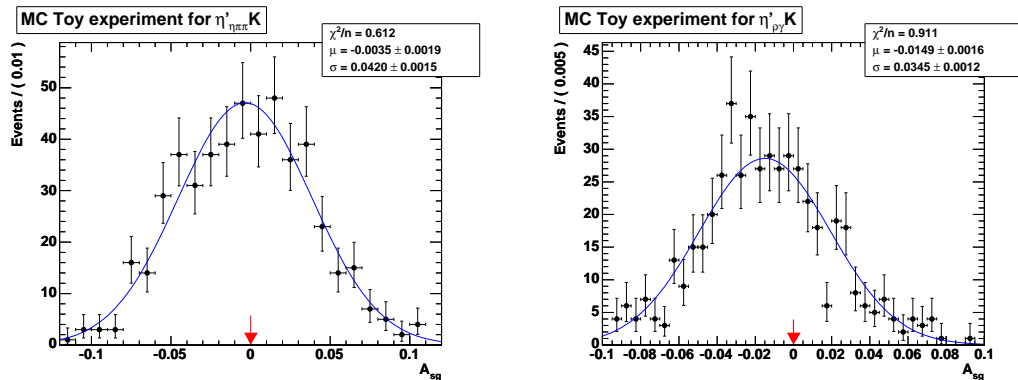 MC Toy experiment for η'ηππK
χ²/n = 0.612
μ = -0.0035 ± 0.0019
σ = 0.0420 ± 0.0015
Events / ( 0.01 )
50
40
30
20
10
0
-0.1 -0.05 0 0.05 0.1
A_sg
MC Toy experiment for η'ργK
χ²/n = 0.911
μ = -0.0149 ± 0.0016
σ = 0.0345 ± 0.0012
Events / ( 0.005 )
45
40
35
30
25
20
15
10
5
0
-0.1 -0.08 -0.06 -0.04 -0.02 0 0.02 0.04 0.06 0.08 0.1
A_sg